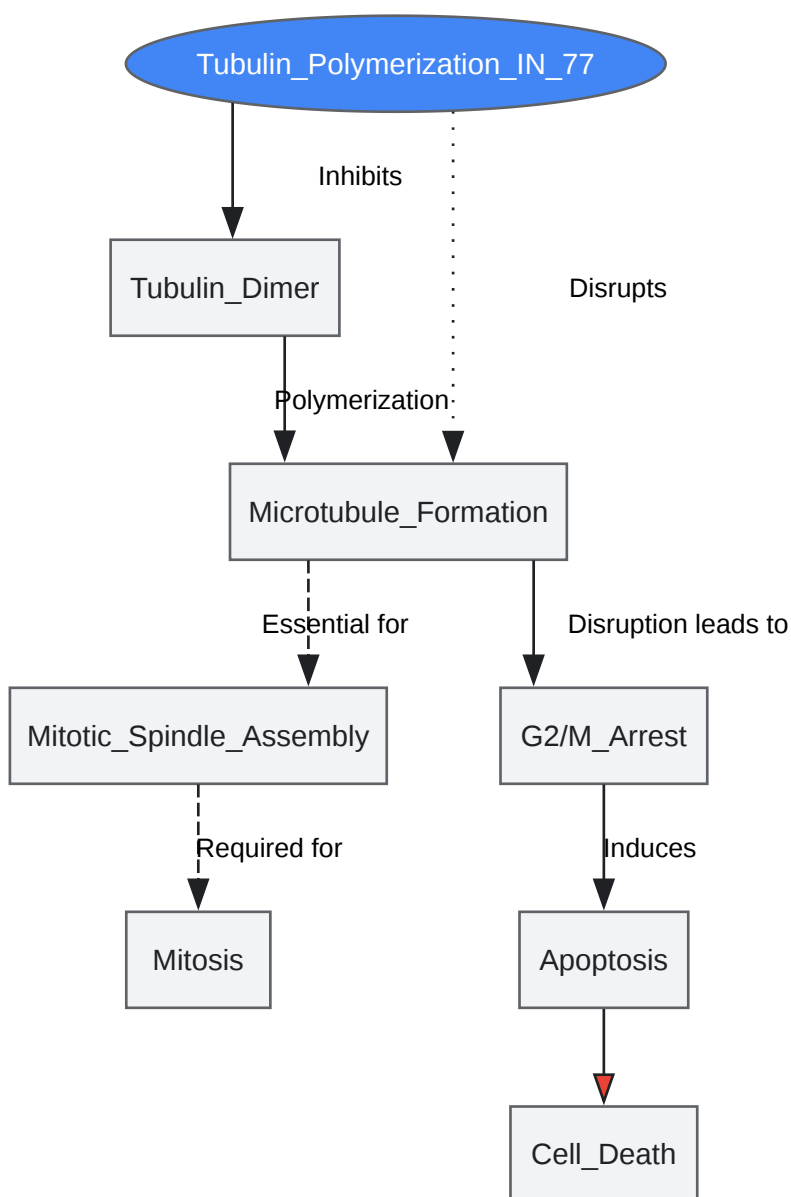 Tubulin_Polymerization_IN_77
Inhibits
Tubulin_Dimer
Disrupts
Polymerization
Microtubule_Formation
Essential for
Disruption leads to
Mitotic_Spindle_Assembly
G2/M_Arrest
Required for
Induces
Mitosis
Apoptosis
Cell_Death